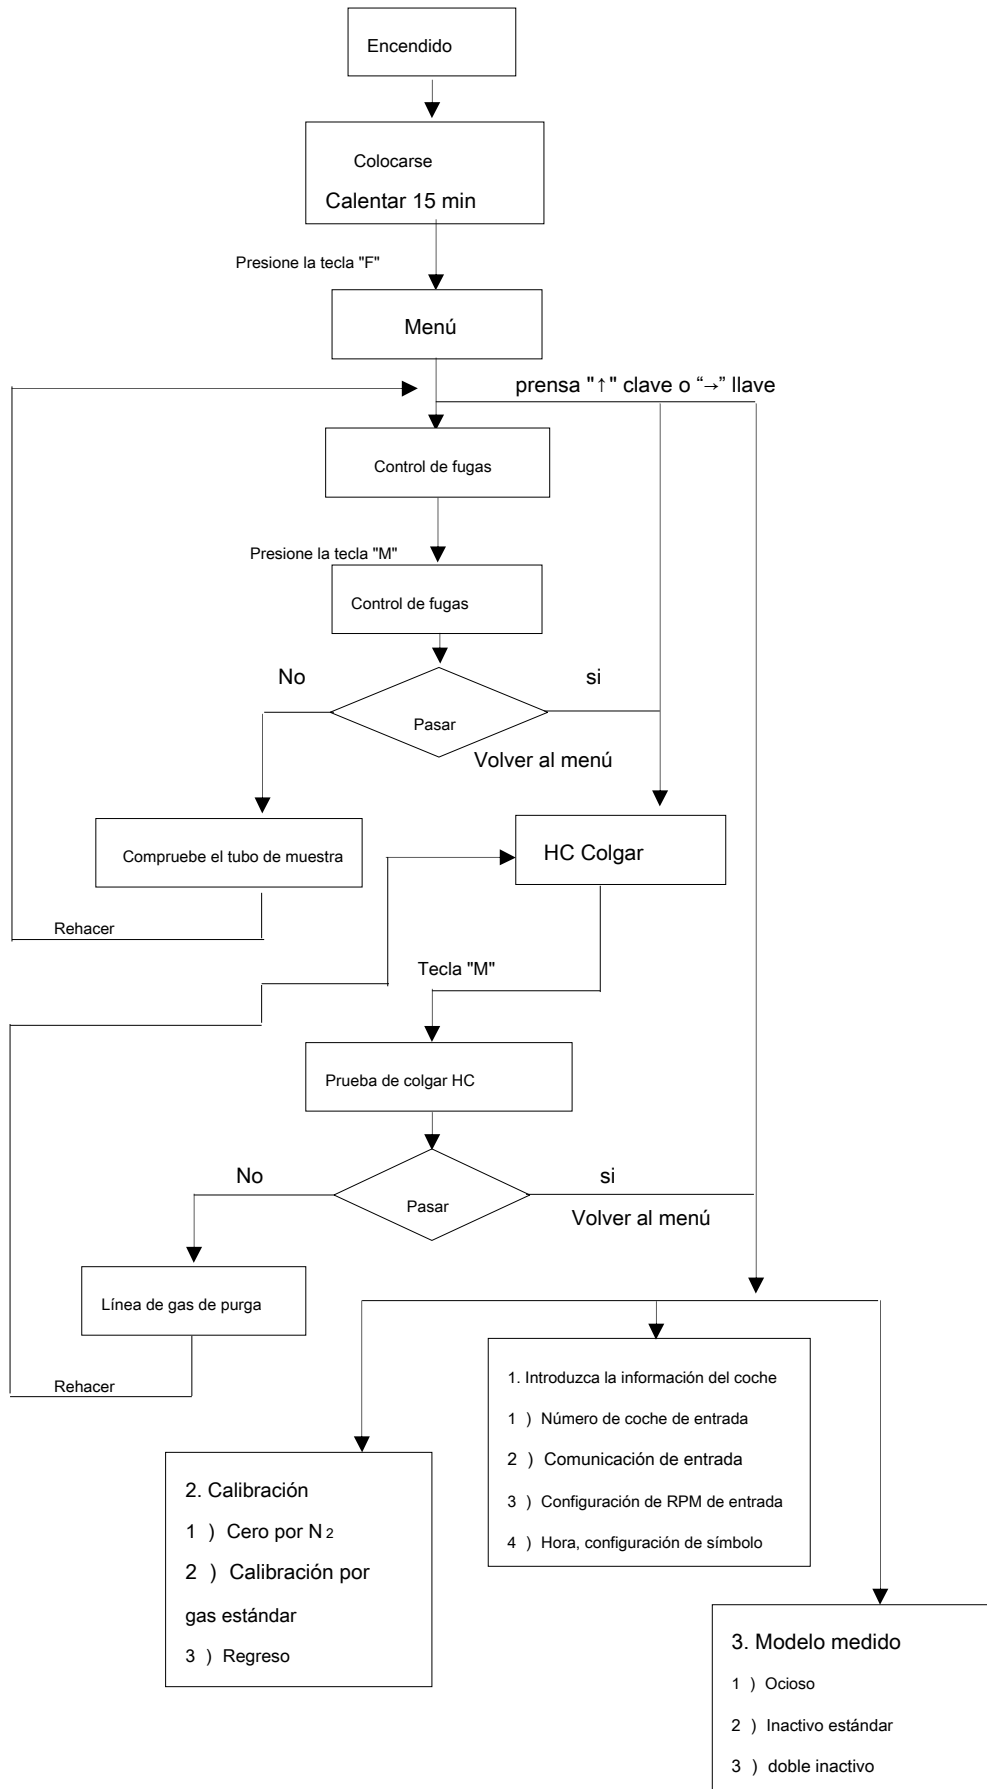 Encendido
Colocarse
Calentar 15 min
Presione la tecla "F"
Menú
prensa "↑" clave o “→” llave
Control de fugas
Presione la tecla "M"
Control de fugas
No
si
Pasar
Volver al menú
Compruebe el tubo de muestra
HC Colgar
Rehacer
Tecla "M"
Prueba de colgar HC
No
si
Pasar
Volver al menú
Línea de gas de purga
Rehacer
1. Introduzca la información del coche
1 ) Número de coche de entrada
2 ) Comunicación de entrada
3 ) Configuración de RPM de entrada
4 ) Hora, configuración de símbolo
2. Calibración
1 ) Cero por N 2
2 ) Calibración por
gas estándar
3 ) Regreso
3. Modelo medido
1 ) Ocioso
2 ) Inactivo estándar
3 ) doble inactivo